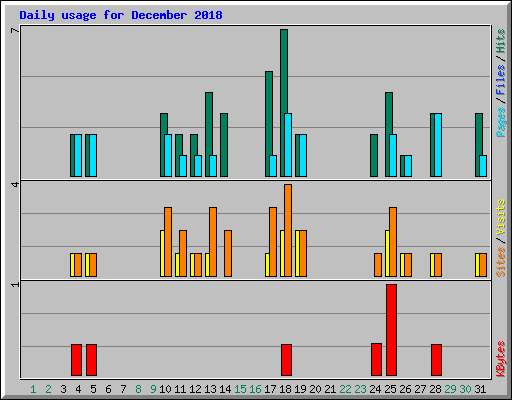 Daily usage for December 2018
7
4
1
Pages/Files/Hits
Sites/Visits
KBytes
1 2 3 4 5 6 7 8 9 10 11 12 13 14 15 16 17 18 19 20 21 22 23 24 25 26 27 28 29 30 31